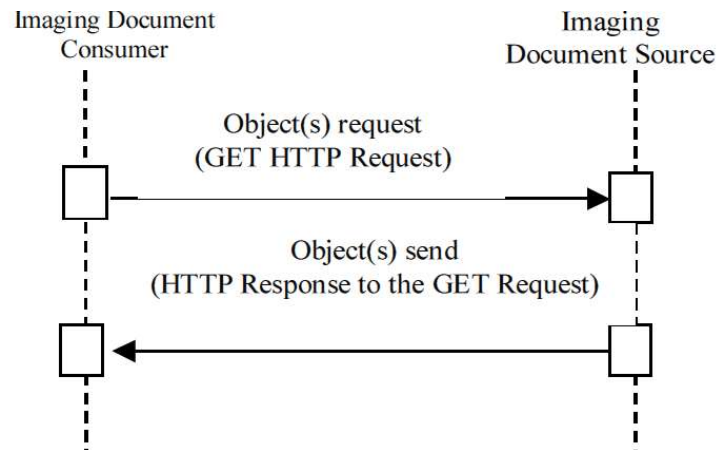 Imaging Document
Consumer
Imaging
Document Source
Object(s) request
(GET HTTP Request)
Object(s) send
(HTTP Response to the GET Request)